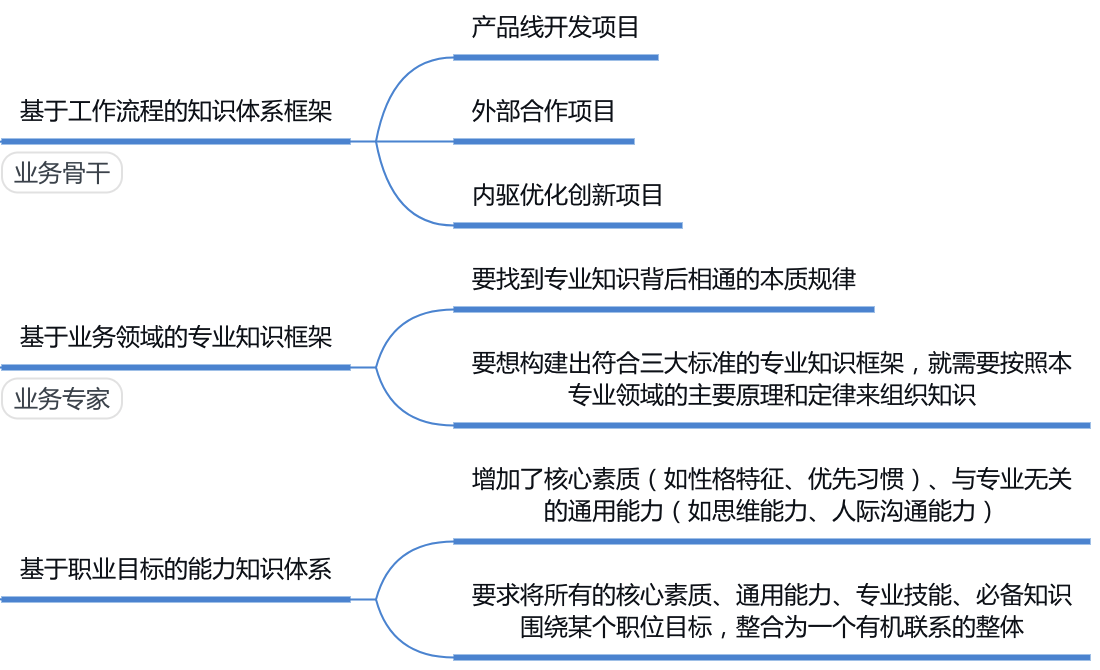 产品线开发项目
基于工作流程的知识体系框架
外部合作项目
业务骨干
内驱优化创新项目
要找到专业知识背后相通的本质规律
基于业务领域的专业知识框架
要想构建出符合三大标准的专业知识框架，就需要按照本
专业领域的主要原理和定律来组织知识
业务专家
增加了核心素质（如性格特征、优先习惯）、与专业无关
的通用能力（如思维能力、人际沟通能力）
基于职业目标的能力知识体系
要求将所有的核心素质、通用能力、专业技能、必备知识
围绕某个职位目标，整合为一个有机联系的整体